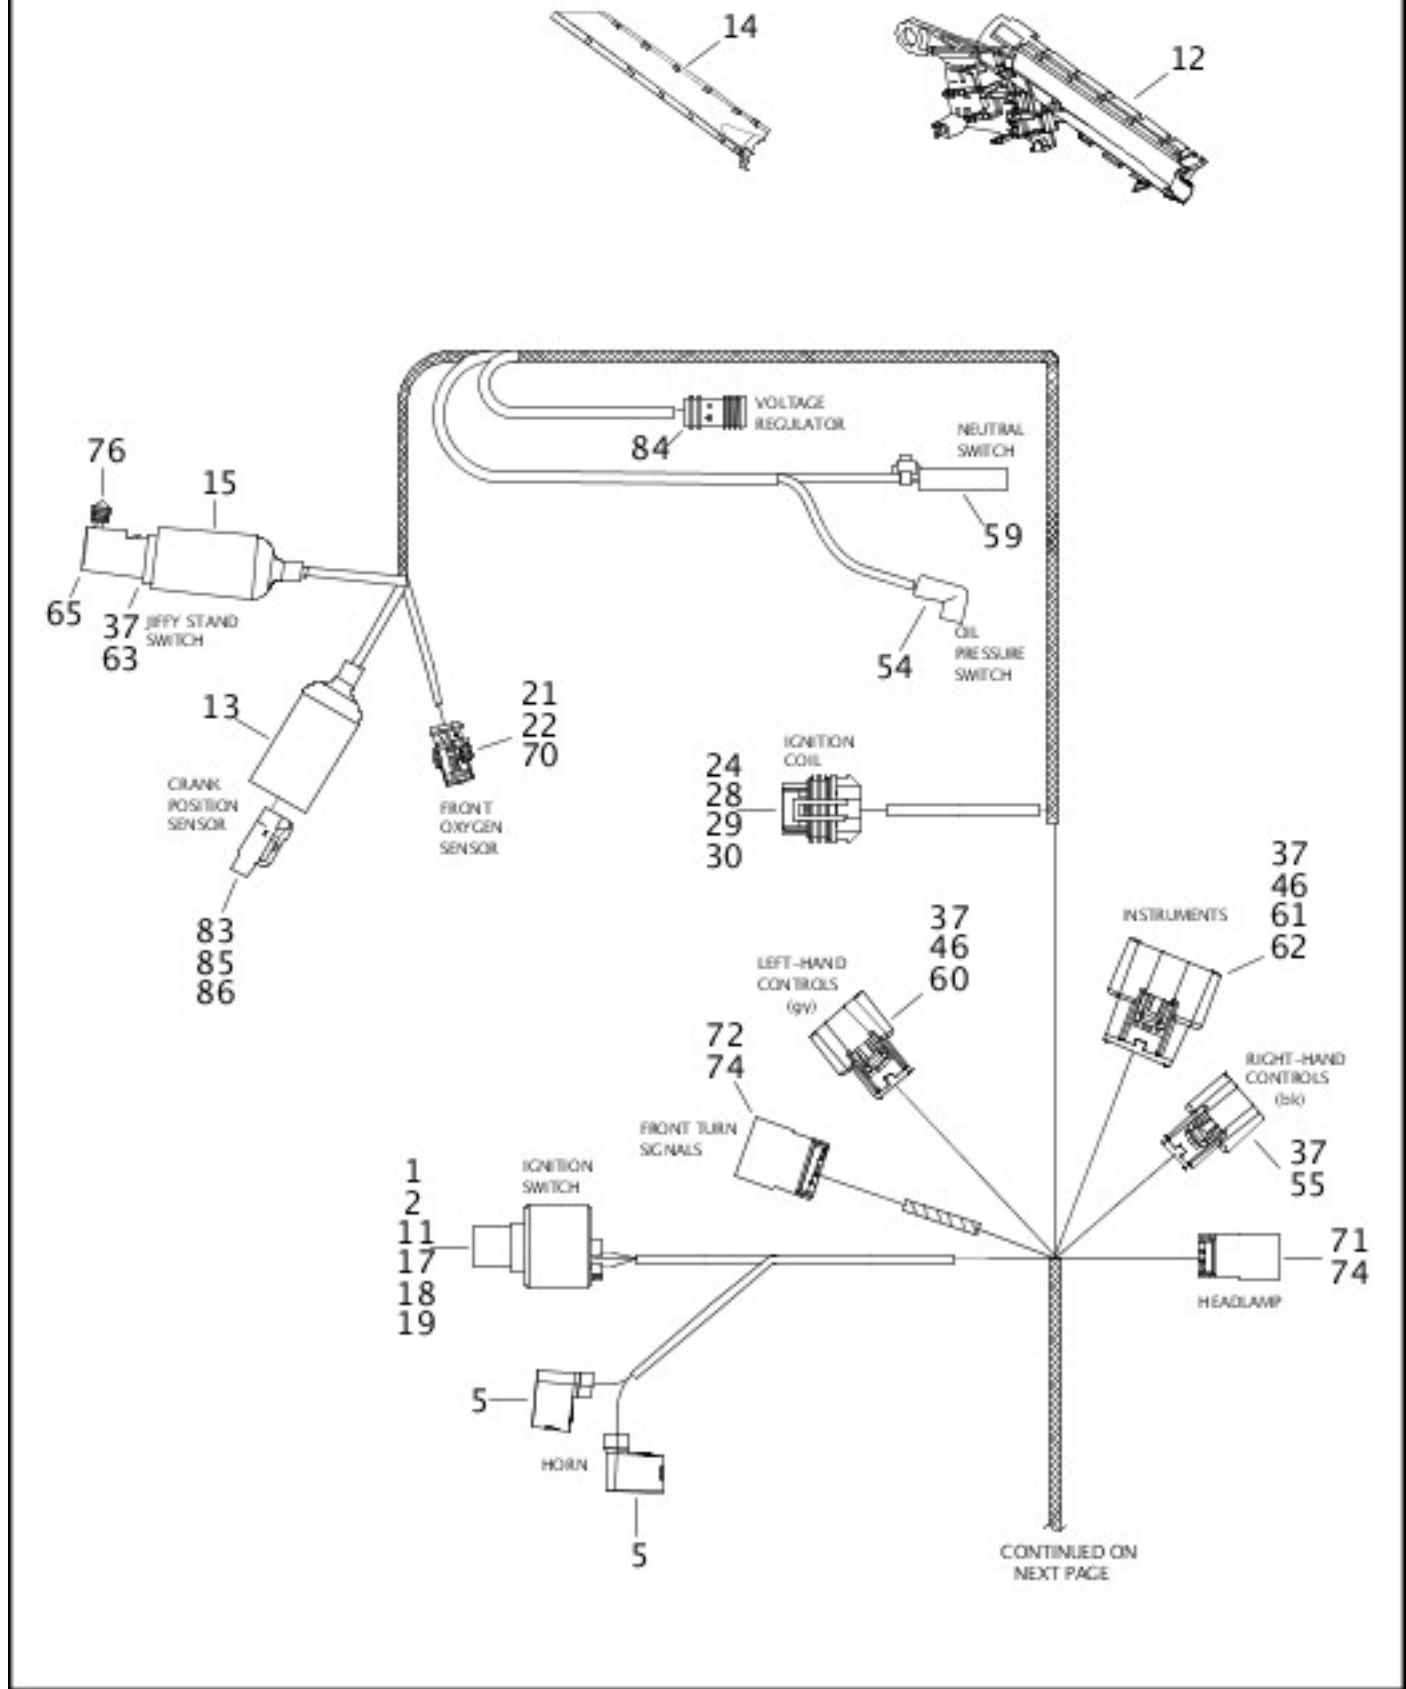 14
12
VOLTAGE
REGULATOR
84
NEUTRAL
SWITCH
59
76
15
65
37
63
JIFFY STAND
SWITCH
OIL
PRESSURE
SWITCH
54
13
21
22
70
CRANK
POSITION
SENSOR
FRONT
OXYGEN
SENSOR
IGNITION
COIL
24
28
29
30
83
85
86
37
46
61
62
INSTRUMENTS
37
46
60
LEFT-HAND
CONTROLS
(gy)
72
74
RIGHT-HAND
CONTROLS
(bk)
37
55
FRONT TURN
SIGNALS
IGNITION
SWITCH
1
2
11
17
18
19
71
74
HEADLAMP
5
HORN
5
CONTINUED ON
NEXT PAGE